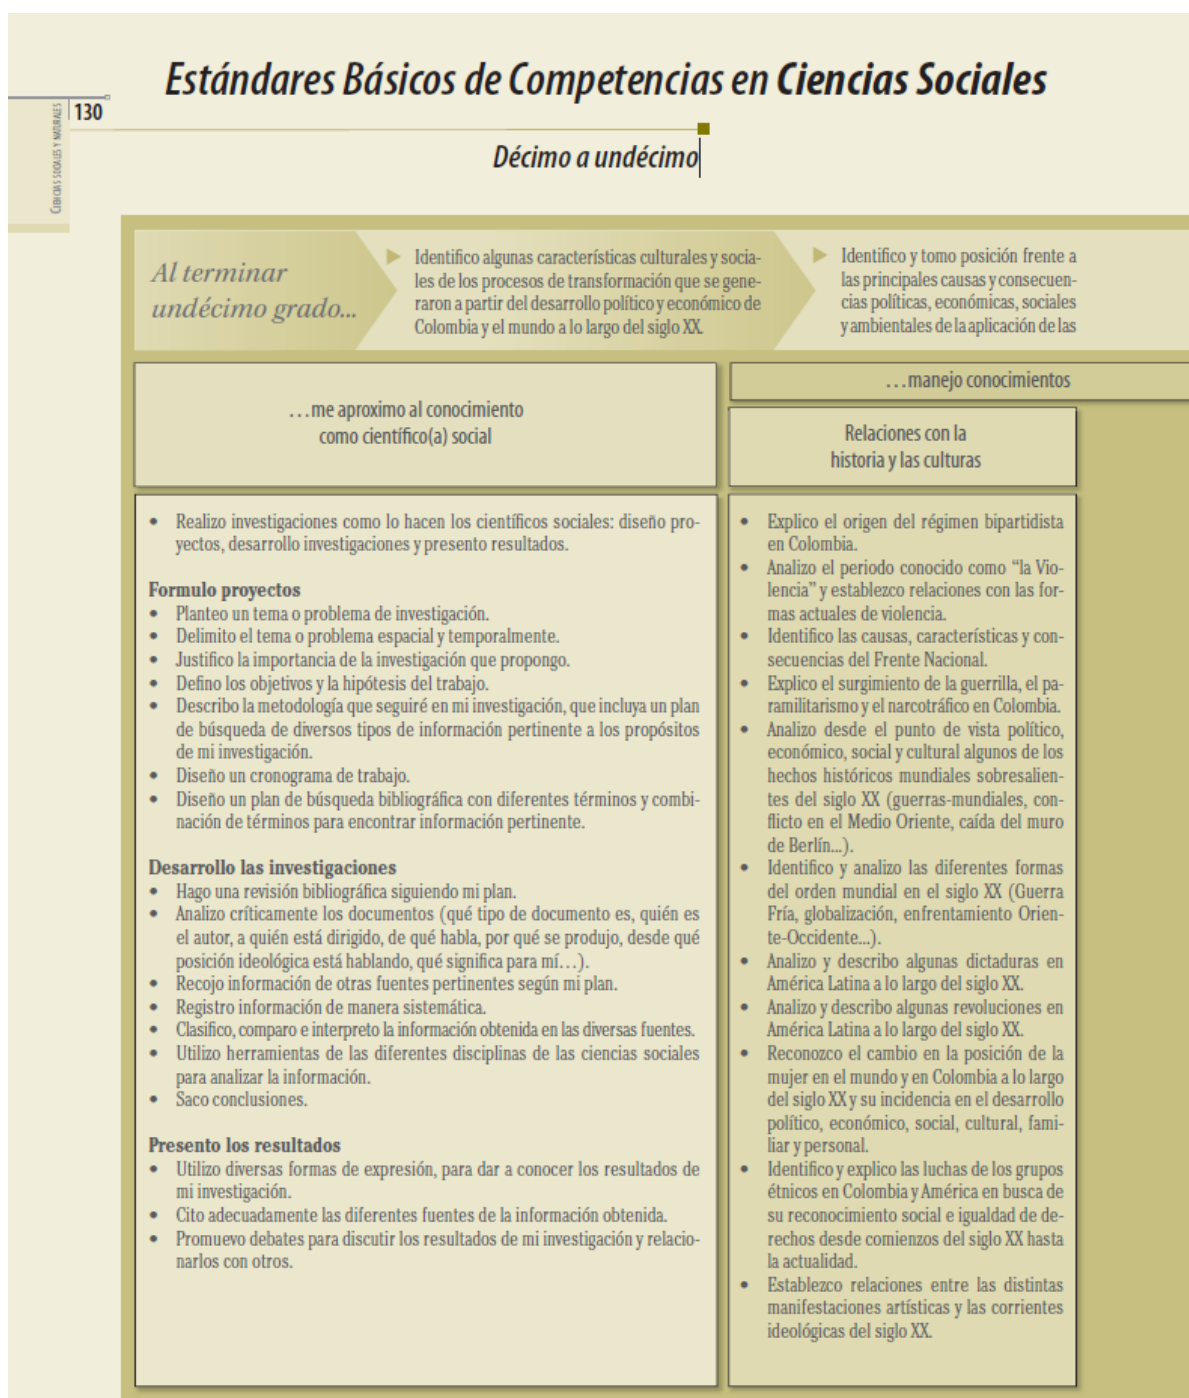 Estándares Básicos de Competencias en Ciencias Sociales
130
CIENCIAS SOCIALES Y NATURALES
Décimo a undécimo
Al terminar
undécimo grado...
Identifico algunas características culturales y socia-
les de los procesos de transformación que se gene-
raron a partir del desarrollo político y económico de
Colombia y el mundo a lo largo del siglo XX.
Identifico y tomo posición frente a
las principales causas y consecuen-
cias políticas, económicas, sociales
y ambientales de la aplicación de las
…me aproximo al conocimiento
como científico(a) social
…manejo conocimientos
Relaciones con la
historia y las culturas
• Realizo investigaciones como lo hacen los científicos sociales: diseño pro-
yectos, desarrollo investigaciones y presento resultados.
Formulo proyectos
• Planteo un tema o problema de investigación.
• Delimito el tema o problema espacial y temporalmente.
• Justifico la importancia de la investigación que propongo.
• Defino los objetivos y la hipótesis del trabajo.
• Describo la metodología que seguiré en mi investigación, que incluya un plan
de búsqueda de diversos tipos de información pertinente a los propósitos
de mi investigación.
• Diseño un cronograma de trabajo.
• Diseño un plan de búsqueda bibliográfica con diferentes términos y combi-
nación de términos para encontrar información pertinente.
Desarrollo las investigaciones
• Hago una revisión bibliográfica siguiendo mi plan.
• Analizo críticamente los documentos (qué tipo de documento es, quién es
el autor, a quién está dirigido, de qué habla, por qué se produjo, desde qué
posición ideológica está hablando, qué significa para mí…).
• Recojo información de otras fuentes pertinentes según mi plan.
• Registro información de manera sistemática.
• Clasifico, comparo e interpreto la información obtenida en las diversas fuentes.
• Utilizo herramientas de las diferentes disciplinas de las ciencias sociales
para analizar la información.
• Saco conclusiones.
Presento los resultados
• Utilizo diversas formas de expresión, para dar a conocer los resultados de
mi investigación.
• Cito adecuadamente las diferentes fuentes de la información obtenida.
• Promuevo debates para discutir los resultados de mi investigación y relacio-
narlos con otros.
• Explico el origen del régimen bipartidista
en Colombia.
• Analizo el periodo conocido como “la Vio-
lencia” y establezco relaciones con las for-
mas actuales de violencia.
• Identifico las causas, características y con-
secuencias del Frente Nacional.
• Explico el surgimiento de la guerrilla, el pa-
ramilitarismo y el narcotráfico en Colombia.
• Analizo desde el punto de vista político,
económico, social y cultural algunos de los
hechos históricos mundiales sobresalien-
tes del siglo XX (guerras-mundiales, con-
flicto en el Medio Oriente, caída del muro
de Berlín...).
• Identifico y analizo las diferentes formas
del orden mundial en el siglo XX (Guerra
Fría, globalización, enfrentamiento Orien-
te-Occidente...).
• Analizo y describo algunas dictaduras en
América Latina a lo largo del siglo XX.
• Analizo y describo algunas revoluciones en
América Latina a lo largo del siglo XX.
• Reconozco el cambio en la posición de la
mujer en el mundo y en Colombia a lo largo
del siglo XX y su incidencia en el desarrollo
político, económico, social, cultural, fami-
liar y personal.
• Identifico y explico las luchas de los grupos
étnicos en Colombia y América en busca de
su reconocimiento social e igualdad de de-
rechos desde comienzos del siglo XX hasta
la actualidad.
• Establezco relaciones entre las distintas
manifestaciones artísticas y las corrientes
ideológicas del siglo XX.